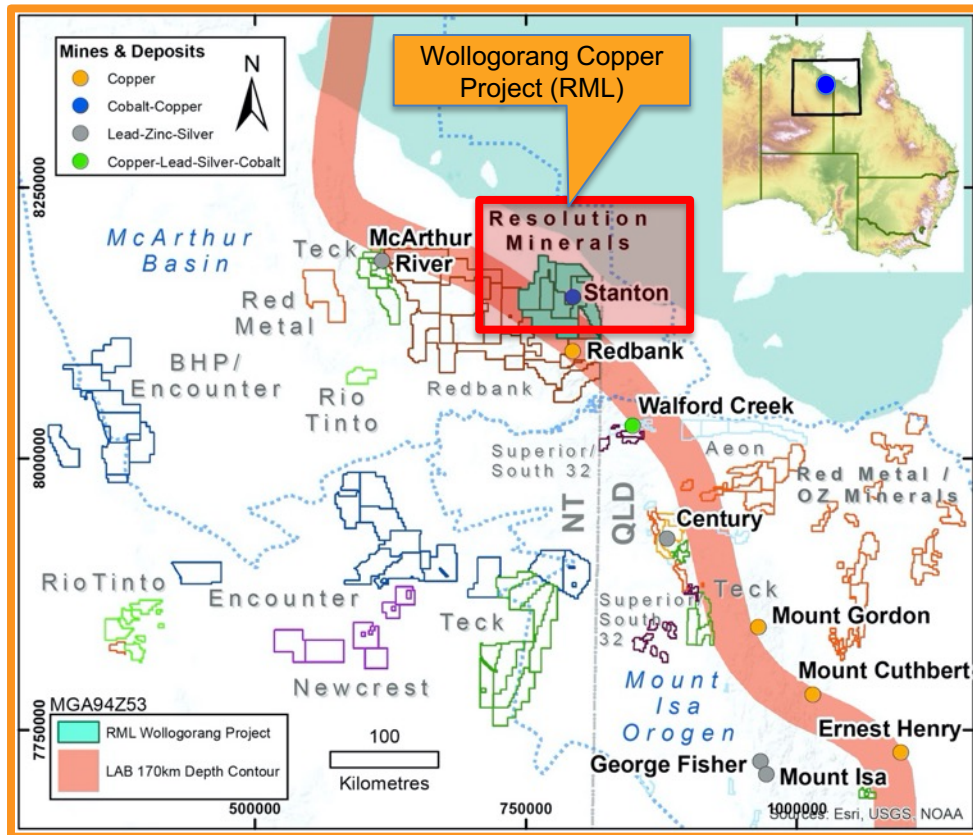 Mines & Deposits
Copper
Cobalt-Copper
Lead-Zinc-Silver
Copper-Lead-Silver-Cobalt
N
Wollogorang Copper
Project (RML)
8250000
8000000
7750000
McArthur
Basin
Teck
McArthur
River
Resolution
Minerals
Stanton
Red
Metal
BHP/
Encounter
Rio
Tinto
Redbank
Redbank
Walford Creek
Superior/
South 32
Aeon
Red Metal /
OZ Minerals
NT
QLD
Century
RioTinto
Encounter
Teck
Newcrest
Superior/
South
32
Teck
Mount Gordon
Mount Cuthbert
Mount
Isa
Orogen
Ernest Henry
George Fisher
Mount Isa
MGA94Z53
RML Wollogorang Project
LAB 170km Depth Contour
100
Kilometres
500000
750000
1000000
Sources: Esri, USGS, NOAA